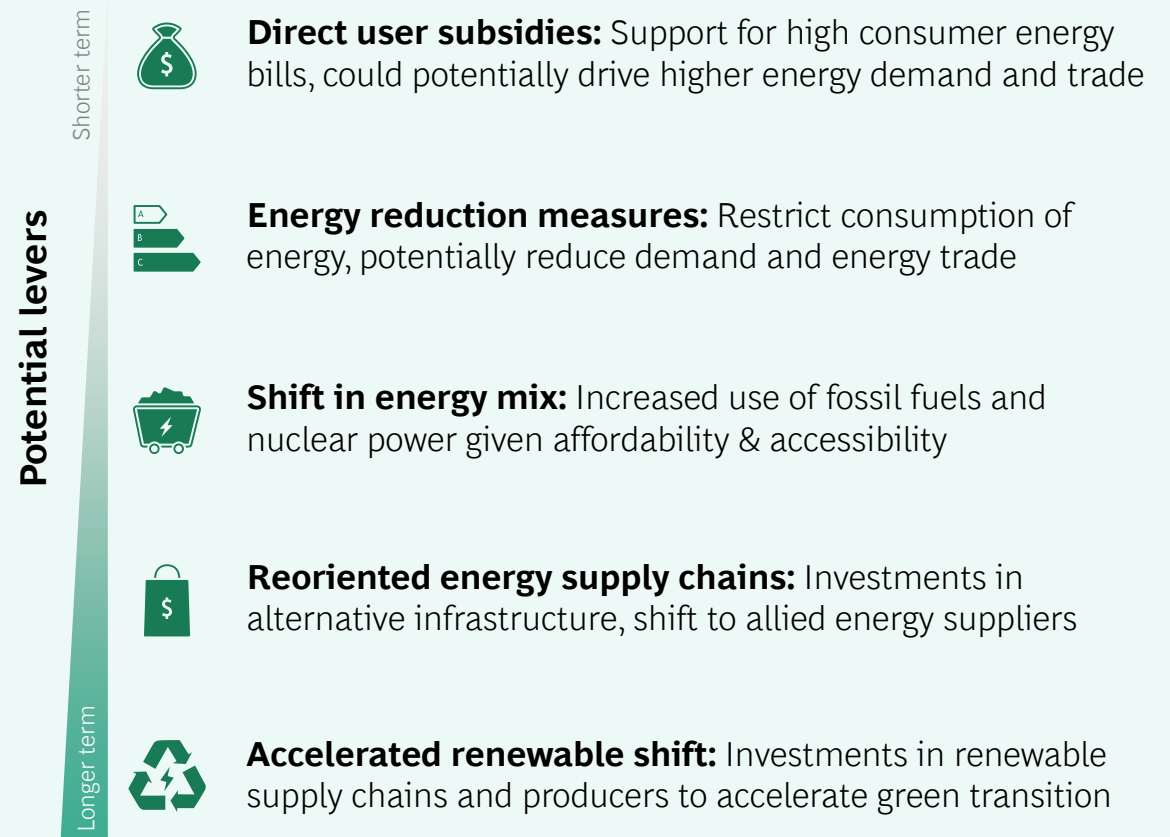 Potential levers
Shorter term
Longer term
$
Direct user subsidies: Support for high consumer energy
bills, could potentially drive higher energy demand and trade
A
B
C
Energy reduction measures: Restrict consumption of
energy, potentially reduce demand and energy trade
Shift in energy mix: Increased use of fossil fuels and
nuclear power given affordability & accessibility
$
Reoriented energy supply chains: Investments in
alternative infrastructure, shift to allied energy suppliers
Accelerated renewable shift: Investments in renewable
supply chains and producers to accelerate green transition